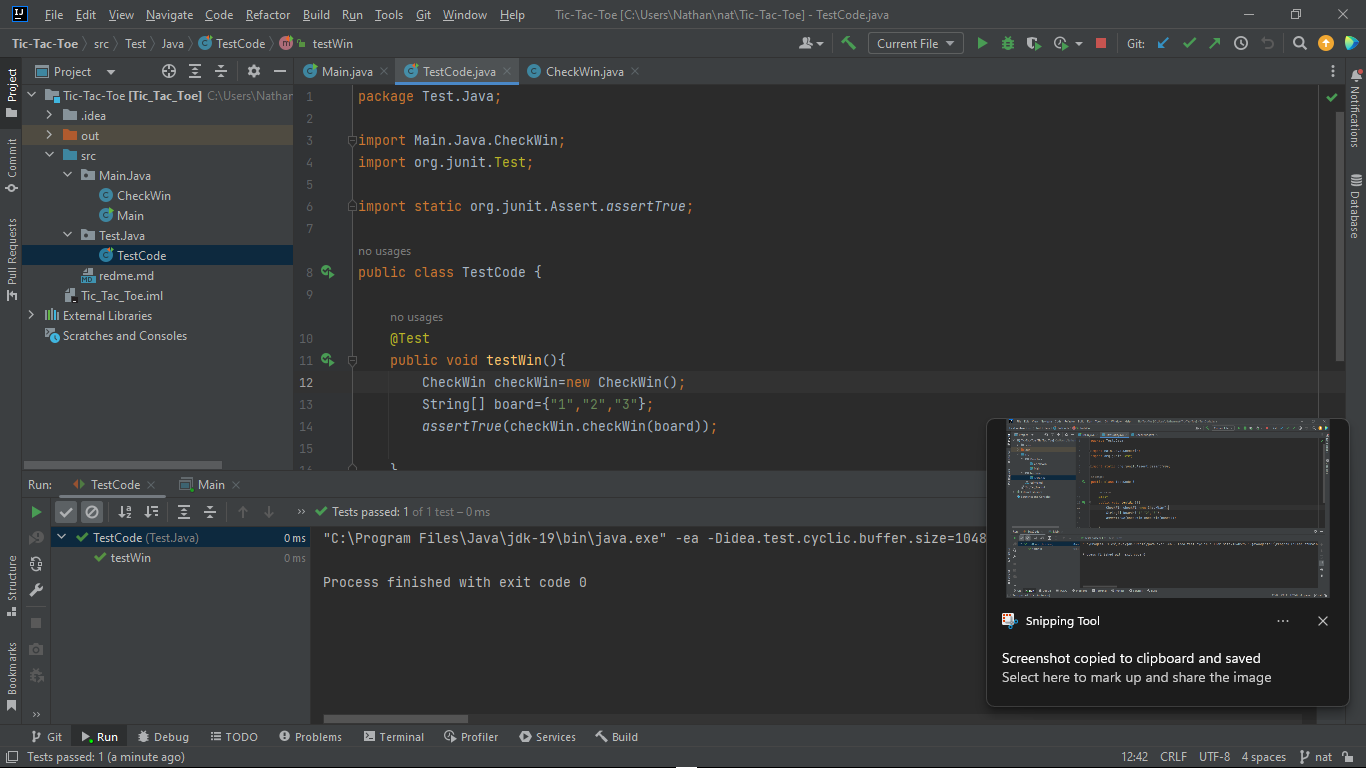 File Edit View Navigate Code Refactor Build Run Tools Git Window Help Tic-Tac-Toe [C:\Users\Nathan\nat\Tic-Tac-Toe] - TestCode.java
Tic-Tac-Toe src Test Java TestCode testWin Current File Git:
Project
Main.java TestCode.java CheckWin.java
Project
Commit
Pull Requests
Structure
Bookmarks
Tic-Tac-Toe [Tic_Tac_Toe] C:\Users\Nathan
.idea
out
src
Main.Java
CheckWin
Main
Test.Java
TestCode
redme.md
Tic_Tac_Toe.iml
External Libraries
Scratches and Consoles
1 package Test.Java;
2
3 import Main.Java.CheckWin;
4 import org.junit.Test;
5
6 import static org.junit.Assert.assertTrue;
7
no usages
8 public class TestCode {
9
no usages
10 @Test
11 public void testWin(){
12 CheckWin checkWin=new CheckWin();
13 String[] board={"1","2","3"};
14 assertTrue(checkWin.checkWin(board));
15
16 }
Notifications
Database
Run: TestCode Main
Tests passed: 1 of 1 test – 0 ms
TestCode (Test.Java) 0 ms
testWin 0 ms
"C:\Program Files\Java\jdk-19\bin\java.exe" -ea -Didea.test.cyclic.buffer.size=1048
Process finished with exit code 0
Snipping Tool
Screenshot copied to clipboard and saved
Select here to mark up and share the image
Git Run Debug TODO Problems Terminal Profiler Services Build
Tests passed: 1 (a minute ago) 12:42 CRLF UTF-8 4 spaces nat